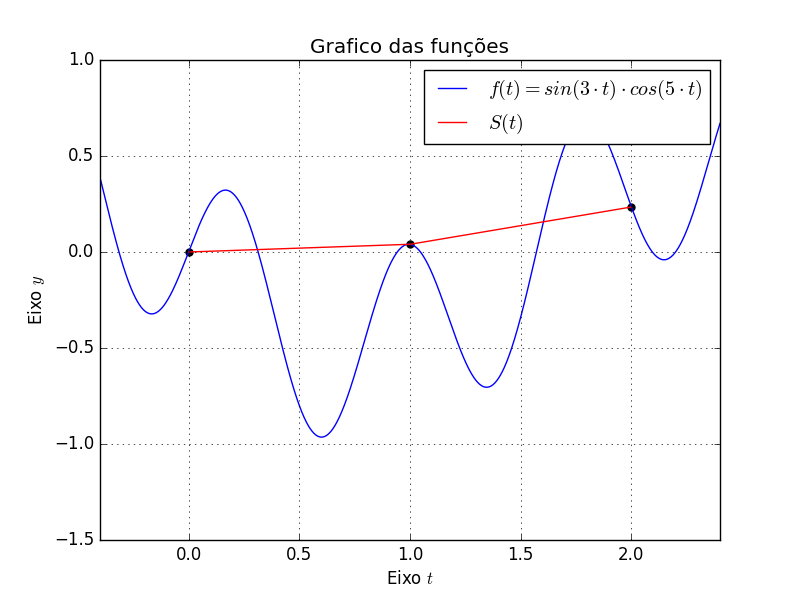 Grafico das funções
f(t) = sin(3 · t) · cos(5 · t)
S(t)
1.0
0.5
0.0
−0.5
−1.0
−1.5
Eixo y
0.0 0.5 1.0 1.5 2.0
Eixo t